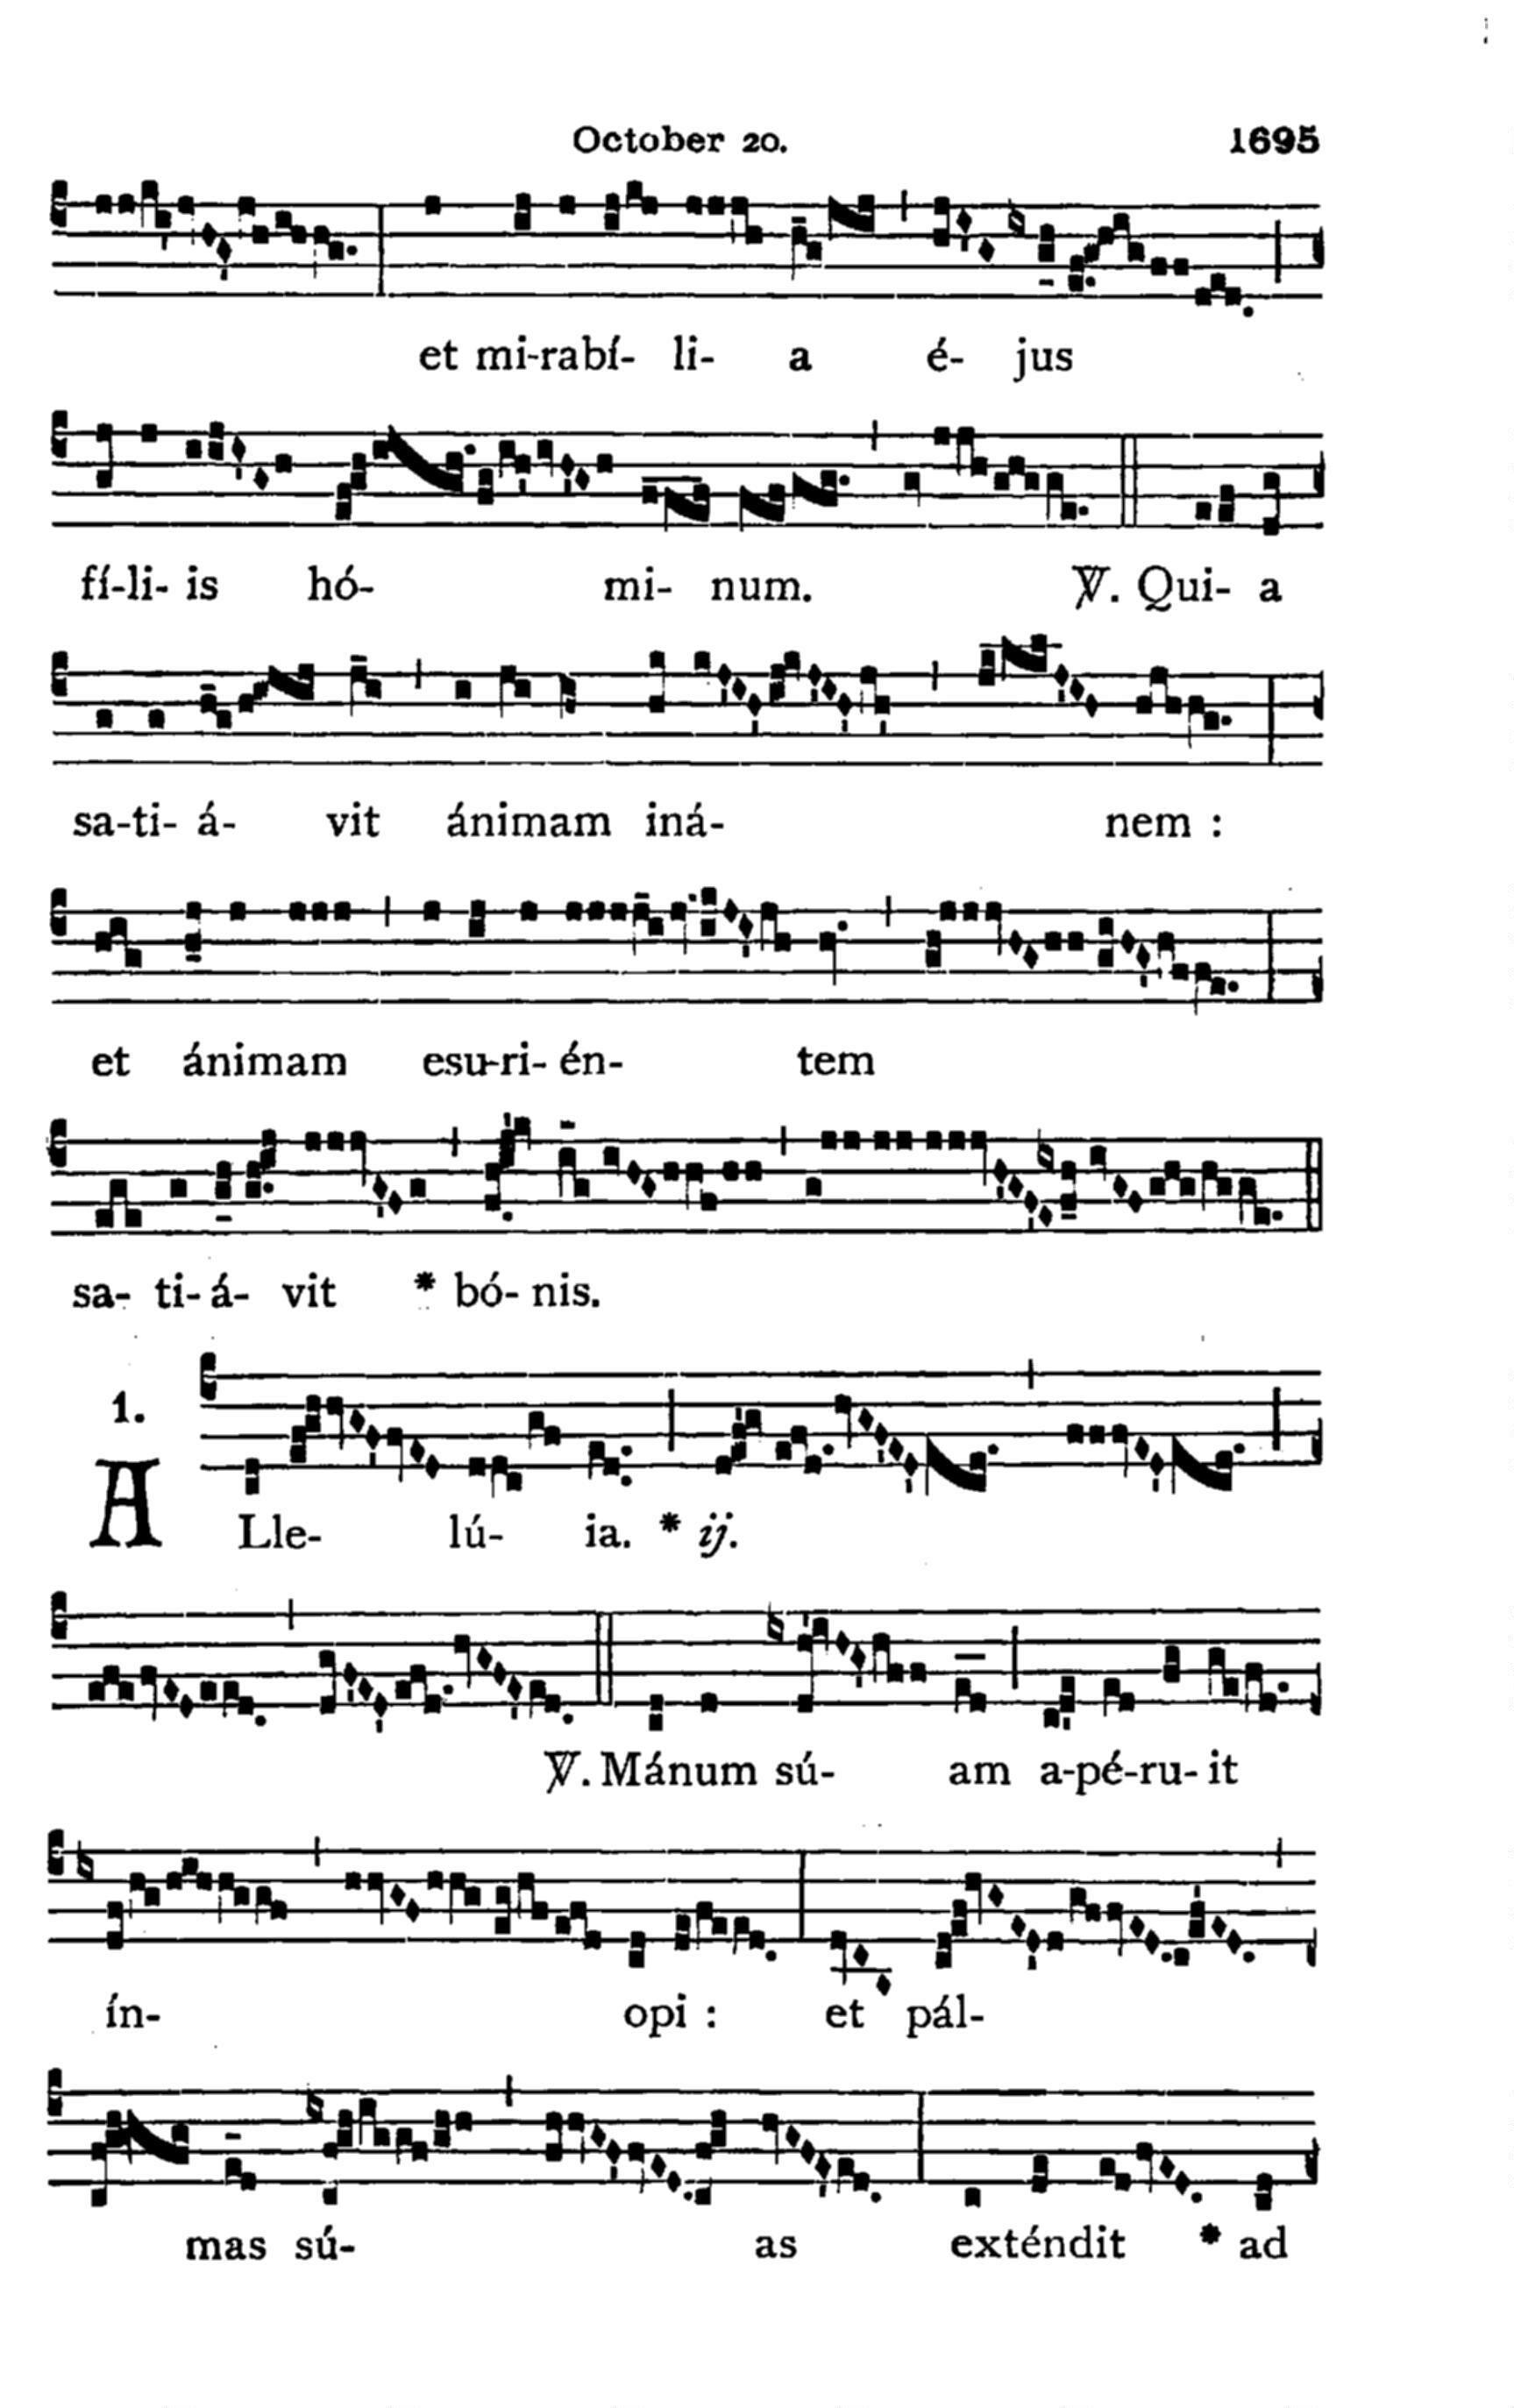 October 20. 1695
et mi-rabí- li- a é- jus
fí-li- is hó- mi- num. ℣. Qui- a
sa-ti- á- vit ánimam iná- nem :
et ánimam esu-ri- én- tem
sa- ti- á- vit * bó- nis.
1.
ALle- lú- ia. * ij.
℣. Mánum sú- am a-pé-ru- it
ín- opi : et pál-
mas sú- as exténdit * ad